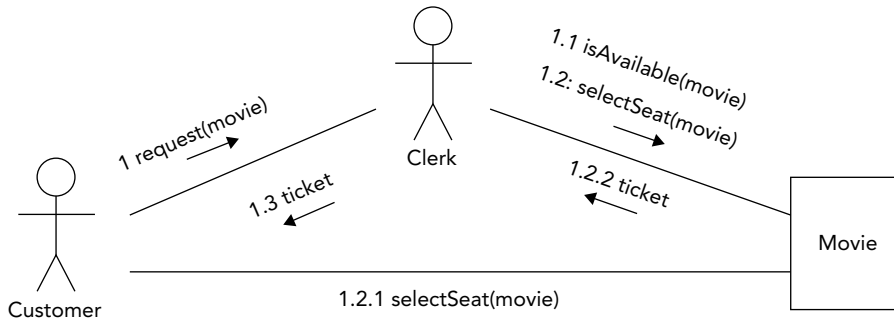 1.1 isAvailable(movie)
1.2: selectSeat(movie)
1 request(movie)
Clerk
1.3 ticket
1.2.2 ticket
Movie
Customer
1.2.1 selectSeat(movie)